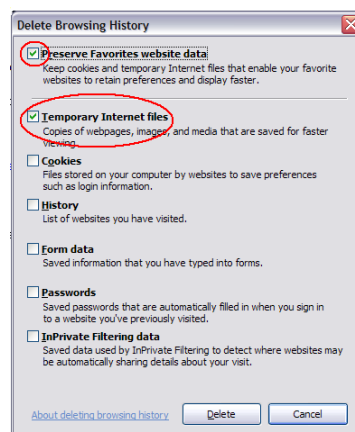 Delete Browsing History
Preserve Favorites website data
Keep cookies and temporary Internet files that enable your favorite
websites to retain preferences and display faster.
Temporary Internet files
Copies of webpages, images, and media that are saved for faster
viewing.
Cookies
Files stored on your computer by websites to save preferences
such as login information.
History
List of websites you have visited.
Form data
Saved information that you have typed into forms.
Passwords
Saved passwords that are automatically filled in when you sign in
to a website you've previously visited.
InPrivate Filtering data
Saved data used by InPrivate Filtering to detect where websites may
be automatically sharing details about your visit.
About deleting browsing history Delete Cancel